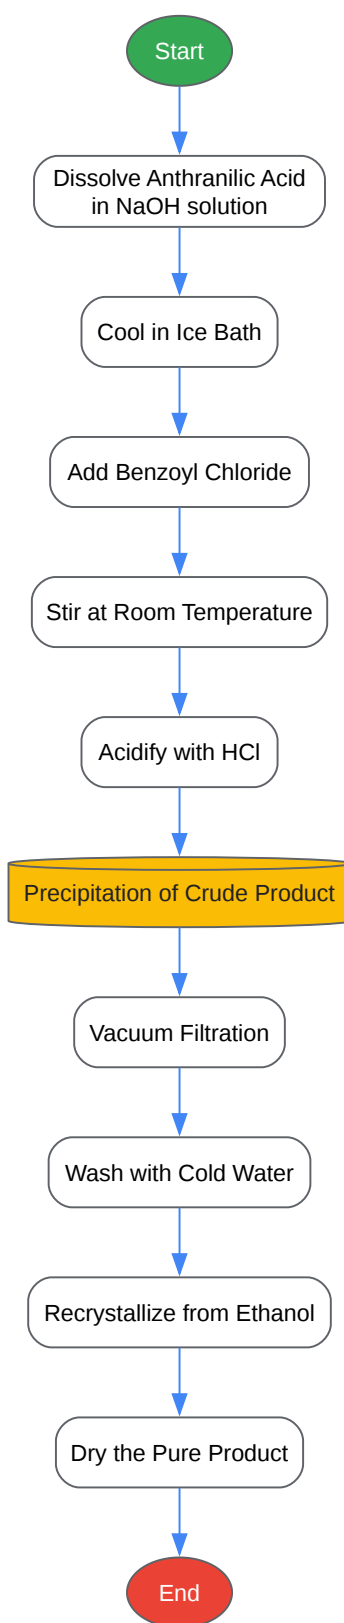 Start
Dissolve Anthranilic Acid
in NaOH solution
Cool in Ice Bath
Add Benzoyl Chloride
Stir at Room Temperature
Acidify with HCl
Precipitation of Crude Product
Vacuum Filtration
Wash with Cold Water
Recrystallize from Ethanol
Dry the Pure Product
End